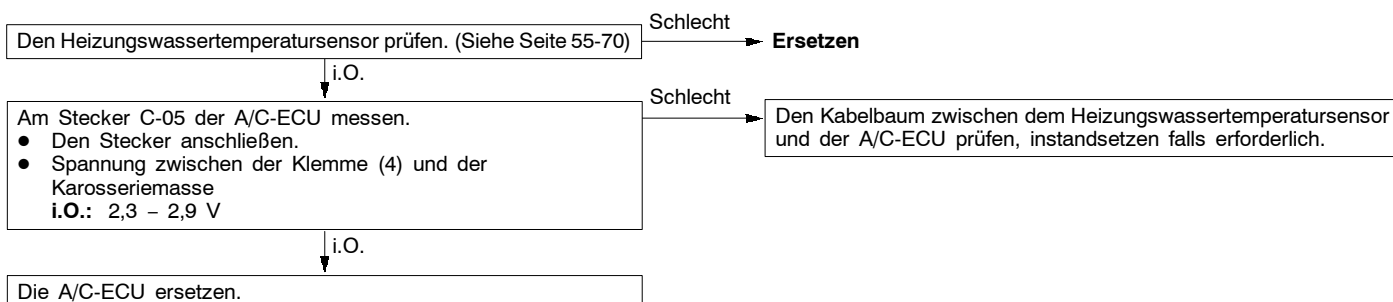 Den Heizungswassertemperatursensor prüfen. (Siehe Seite 55-70)
Schlecht
Ersetzen
i.O.
Am Stecker C-05 der A/C-ECU messen.
● Den Stecker anschließen.
● Spannung zwischen der Klemme (4) und der
Karosseriemasse
i.O.: 2,3 – 2,9 V
Schlecht
Den Kabelbaum zwischen dem Heizungswassertemperatursensor
und der A/C-ECU prüfen, instandsetzen falls erforderlich.
i.O.
Die A/C-ECU ersetzen.